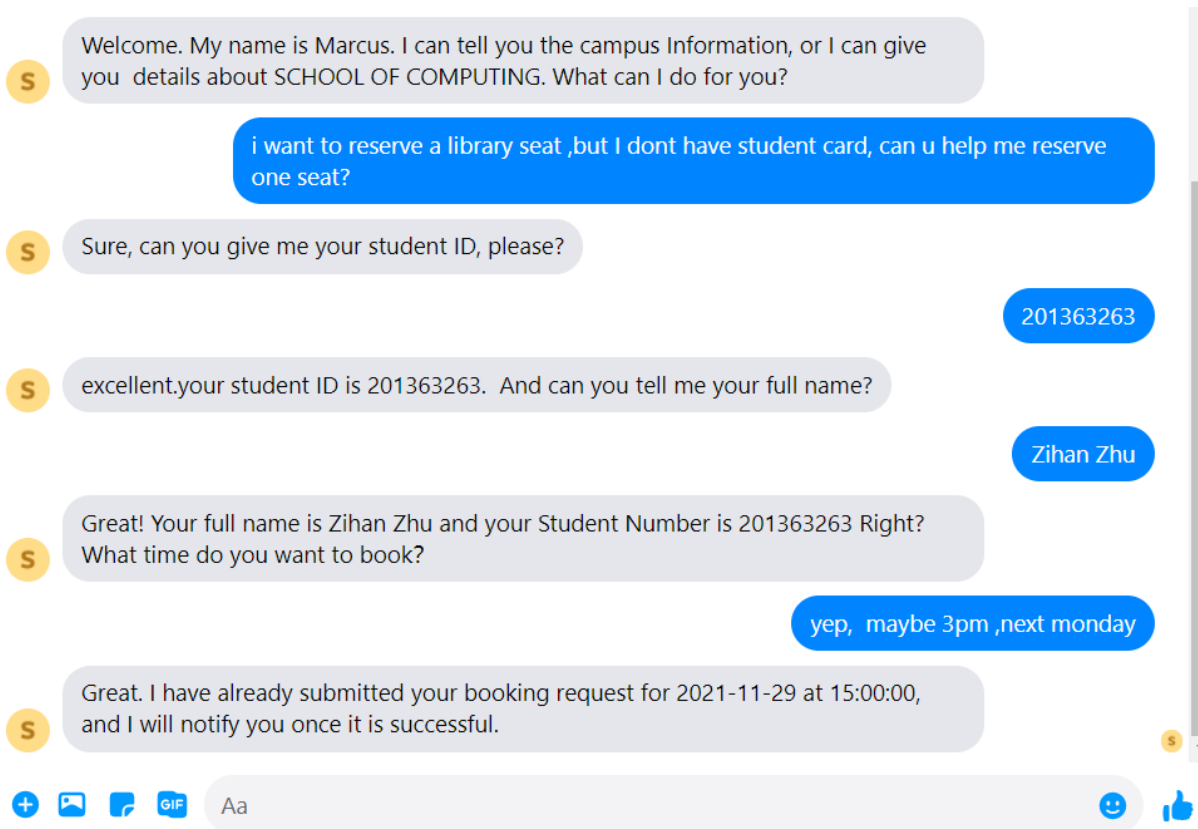 Welcome. My name is Marcus. I can tell you the campus Information, or I can give
you  details about SCHOOL OF COMPUTING. What can I do for you?
S
i want to reserve a library seat ,but I dont have student card, can u help me reserve
one seat?
Sure, can you give me your student ID, please?
S
201363263
excellent.your student ID is 201363263.  And can you tell me your full name?
S
Zihan Zhu
Great! Your full name is Zihan Zhu and your Student Number is 201363263 Right?
What time do you want to book?
S
yep,  maybe 3pm ,next monday
Great. I have already submitted your booking request for 2021-11-29 at 15:00:00,
and I will notify you once it is successful.
S
S
GIF
Aa